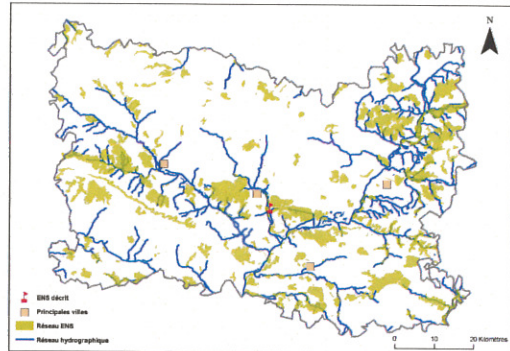 N
ENS décrit
Principales villes
Réseau ENS
Réseau hydrographique
0 10 20 Kilomètres